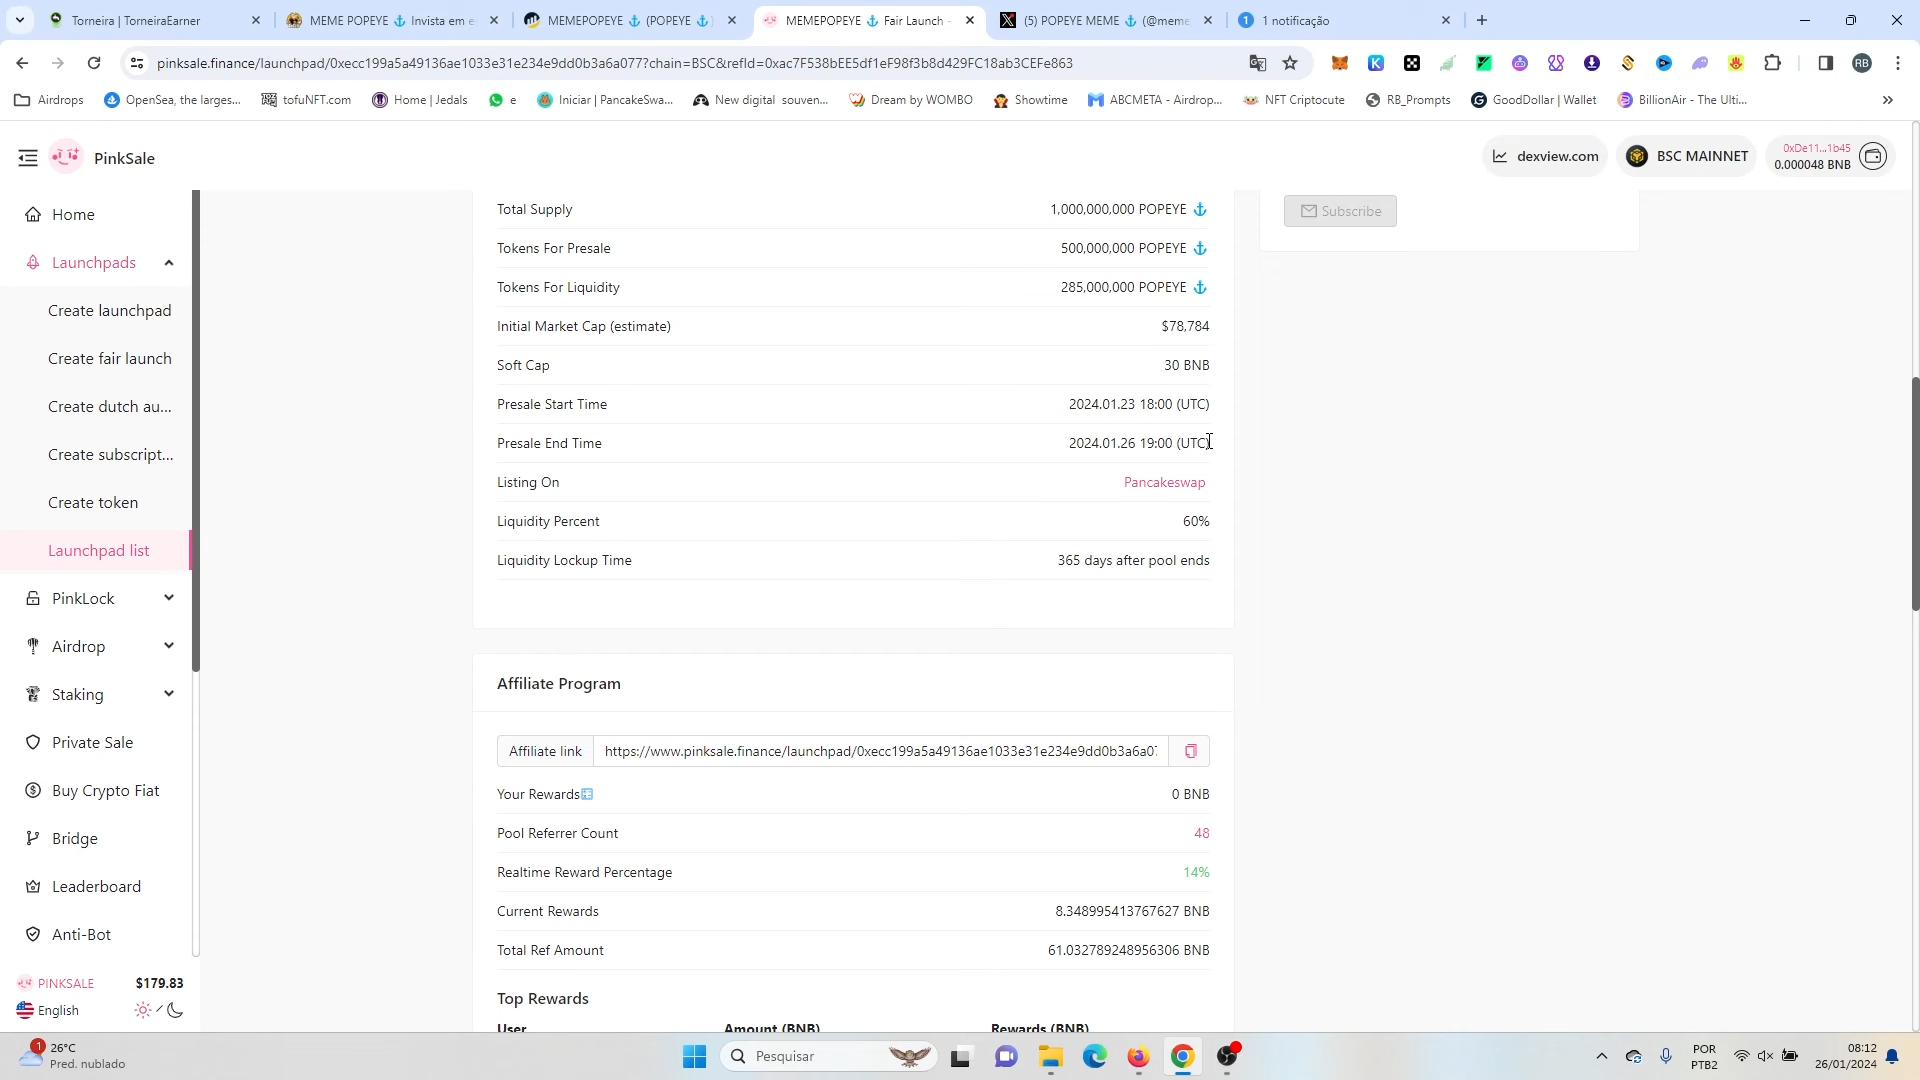 Torneira | TorneiraEarner
MEME POPEYE ⚓ Invista em e
MEMEPOPEYE ⚓ (POPEYE ⚓)
MEMEPOPEYE ⚓ Fair Launch -
(5) POPEYE MEME ⚓ (@meme
1 notificação
pinksale.finance/launchpad/0xecc199a5a49136ae1033e31e234e9dd0b3a6a077?chain=BSC&refId=0xac7F538bEE5df1eF98f3b8d429FC18ab3CEFe863
RB
Airdrops
OpenSea, the larges...
tofuNFT.com
Home | Jedals
e
Iniciar | PancakeSwa...
New digital souven...
Dream by WOMBO
Showtime
ABCMETA - Airdrop...
NFT Criptocute
RB_Prompts
GoodDollar | Wallet
BillionAir - The Ulti...
PinkSale
dexview.com
BSC MAINNET
0xDe11...1b45
0.000048 BNB
Home
Launchpads
Create launchpad
Create fair launch
Create dutch au...
Create subscript...
Create token
Launchpad list
PinkLock
Airdrop
Staking
Private Sale
Buy Crypto Fiat
Bridge
Leaderboard
Anti-Bot
PINKSALE $179.83
English
Total Supply 1,000,000,000 POPEYE ⚓
Tokens For Presale 500,000,000 POPEYE ⚓
Tokens For Liquidity 285,000,000 POPEYE ⚓
Initial Market Cap (estimate) $78,784
Soft Cap 30 BNB
Presale Start Time 2024.01.23 18:00 (UTC)
Presale End Time 2024.01.26 19:00 (UTC)
Listing On Pancakeswap
Liquidity Percent 60%
Liquidity Lockup Time 365 days after pool ends
Subscribe
Affiliate Program
Affiliate link https://www.pinksale.finance/launchpad/0xecc199a5a49136ae1033e31e234e9dd0b3a6a07
Your Rewards 0 BNB
Pool Referrer Count 48
Realtime Reward Percentage 14%
Current Rewards 8.348995413767627 BNB
Total Ref Amount 61.032789248956306 BNB
Top Rewards
User Amount (BNB) Rewards (BNB)
1
26°C
Pred. nublado
Pesquisar
POR
PTB2
08:12
26/01/2024